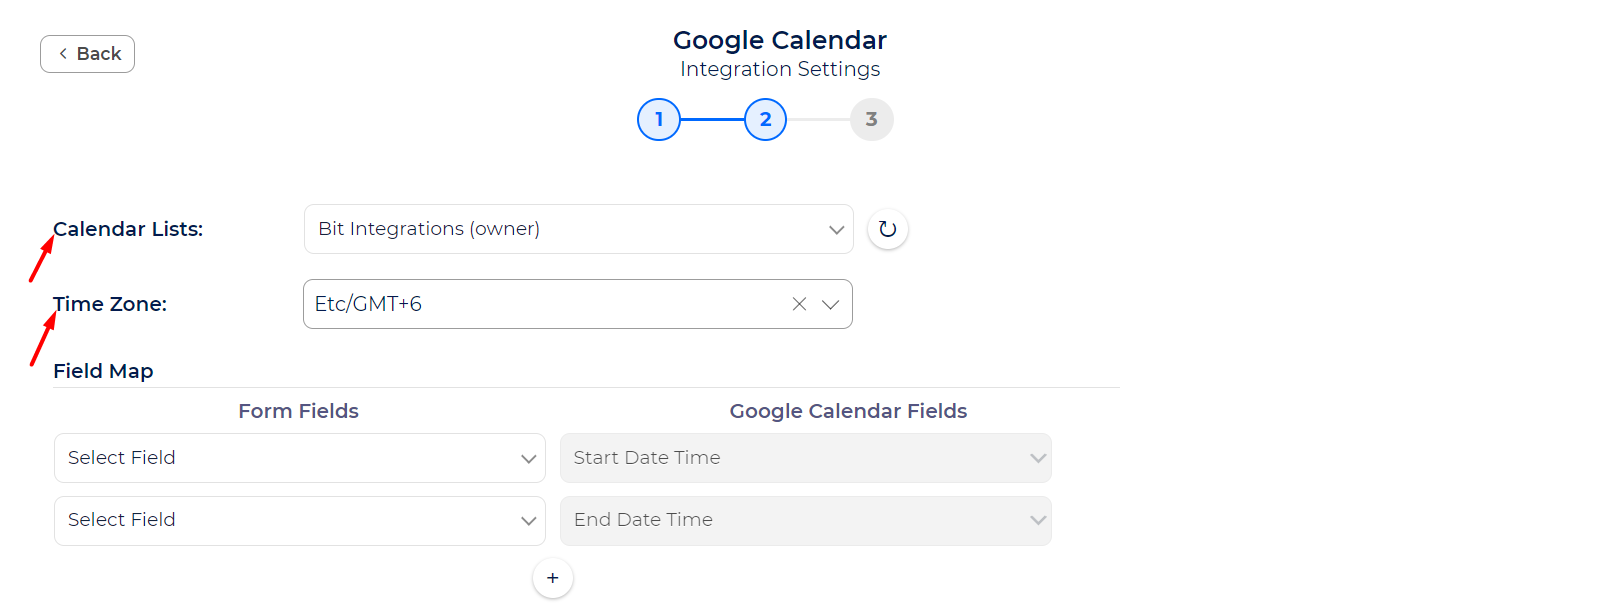 Back
Google Calendar
Integration Settings
1 2 3
Calendar Lists: Bit Integrations (owner)
Time Zone: Etc/GMT+6
Field Map
Form Fields Google Calendar Fields
Select Field Start Date Time
Select Field End Date Time
+